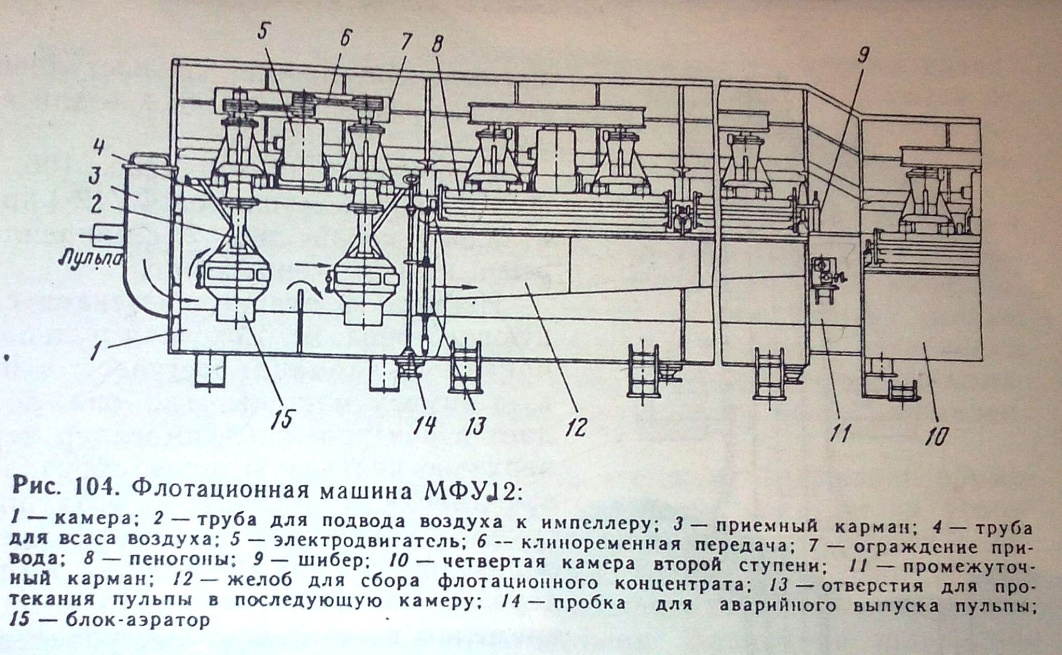 5 6 7 8 9
4
3
2
Пульпа
1
15 14 13 12 11 10
Рис. 104. Флотационная машина МФУ12:
1 — камера; 2 — труба для подвода воздуха к импеллеру; 3 — приемный карман; 4 — труба
для всаса воздуха; 5 — электродвигатель; 6 — клиноременная передача; 7 — ограждение при-
вода; 8 — пеногоны; 9 — шибер; 10 — четвертая камера второй ступени; 11 — промежуточ-
ный карман; 12 — желоб для сбора флотационного концентрата; 13 — отверстия для про-
текания пульпы в последующую камеру; 14 — пробка для аварийного выпуска пульпы;
15 — блок-аэратор